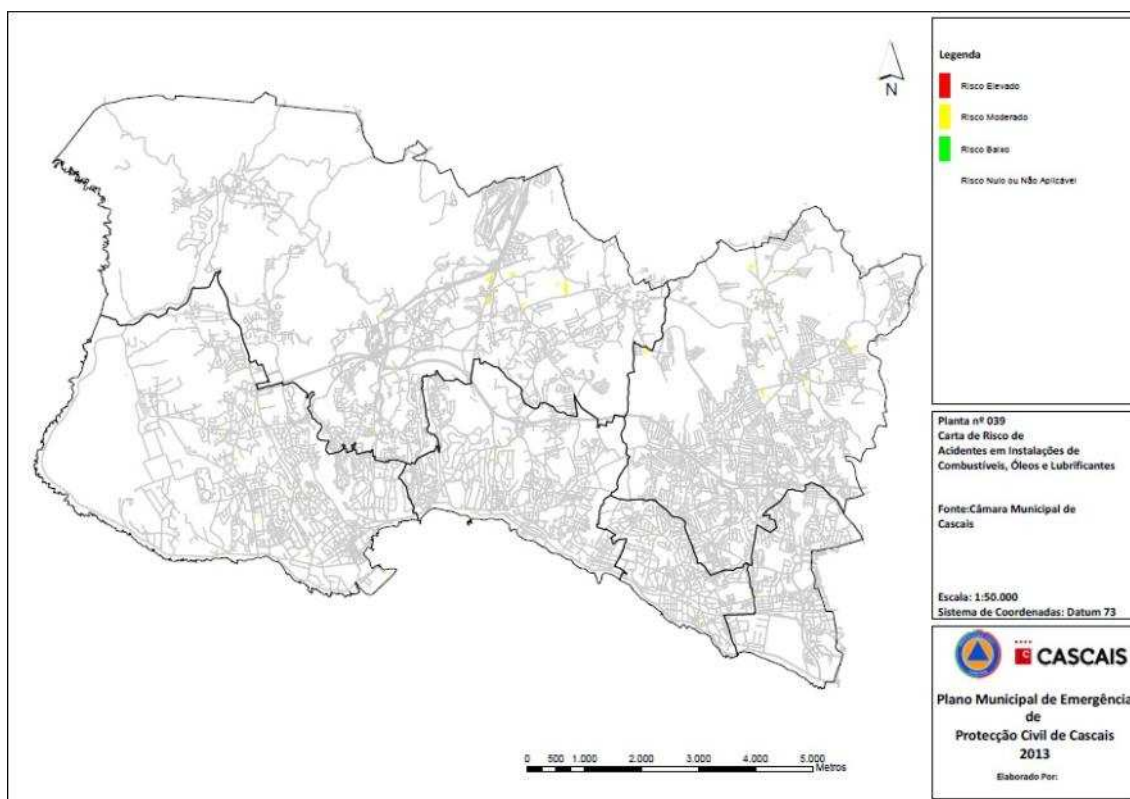 N
Legenda
Risco Elevado
Risco Moderado
Risco Baixo
Risco Nulo ou Não Aplicável
Planta nº 039
Carta de Risco de
Acidentes em Instalações de
Combustíveis, Óleos e Lubrificantes
Fonte:Câmara Municipal de
Cascais
Escala: 1:50.000
Sistema de Coordenadas: Datum 73
C CASCAIS
Plano Municipal de Emergência
de
Protecção Civil de Cascais
2013
Elaborado Por:
0 500 1.000 2.000 3.000 4.000 5.000
Metros